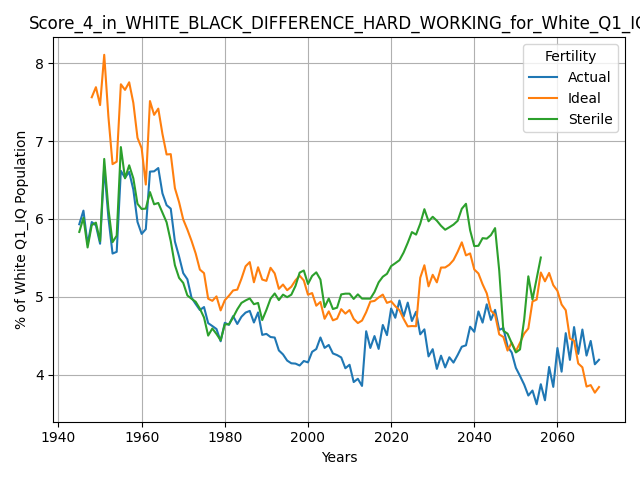 Score_4_in_WHITE_BLACK_DIFFERENCE_HARD_WORKING_for_White_Q1_IQ
Fertility
Actual
Ideal
Sterile
% of White Q1_IQ Population
8
7
6
5
4
1940 1960 1980 2000 2020 2040 2060
Years